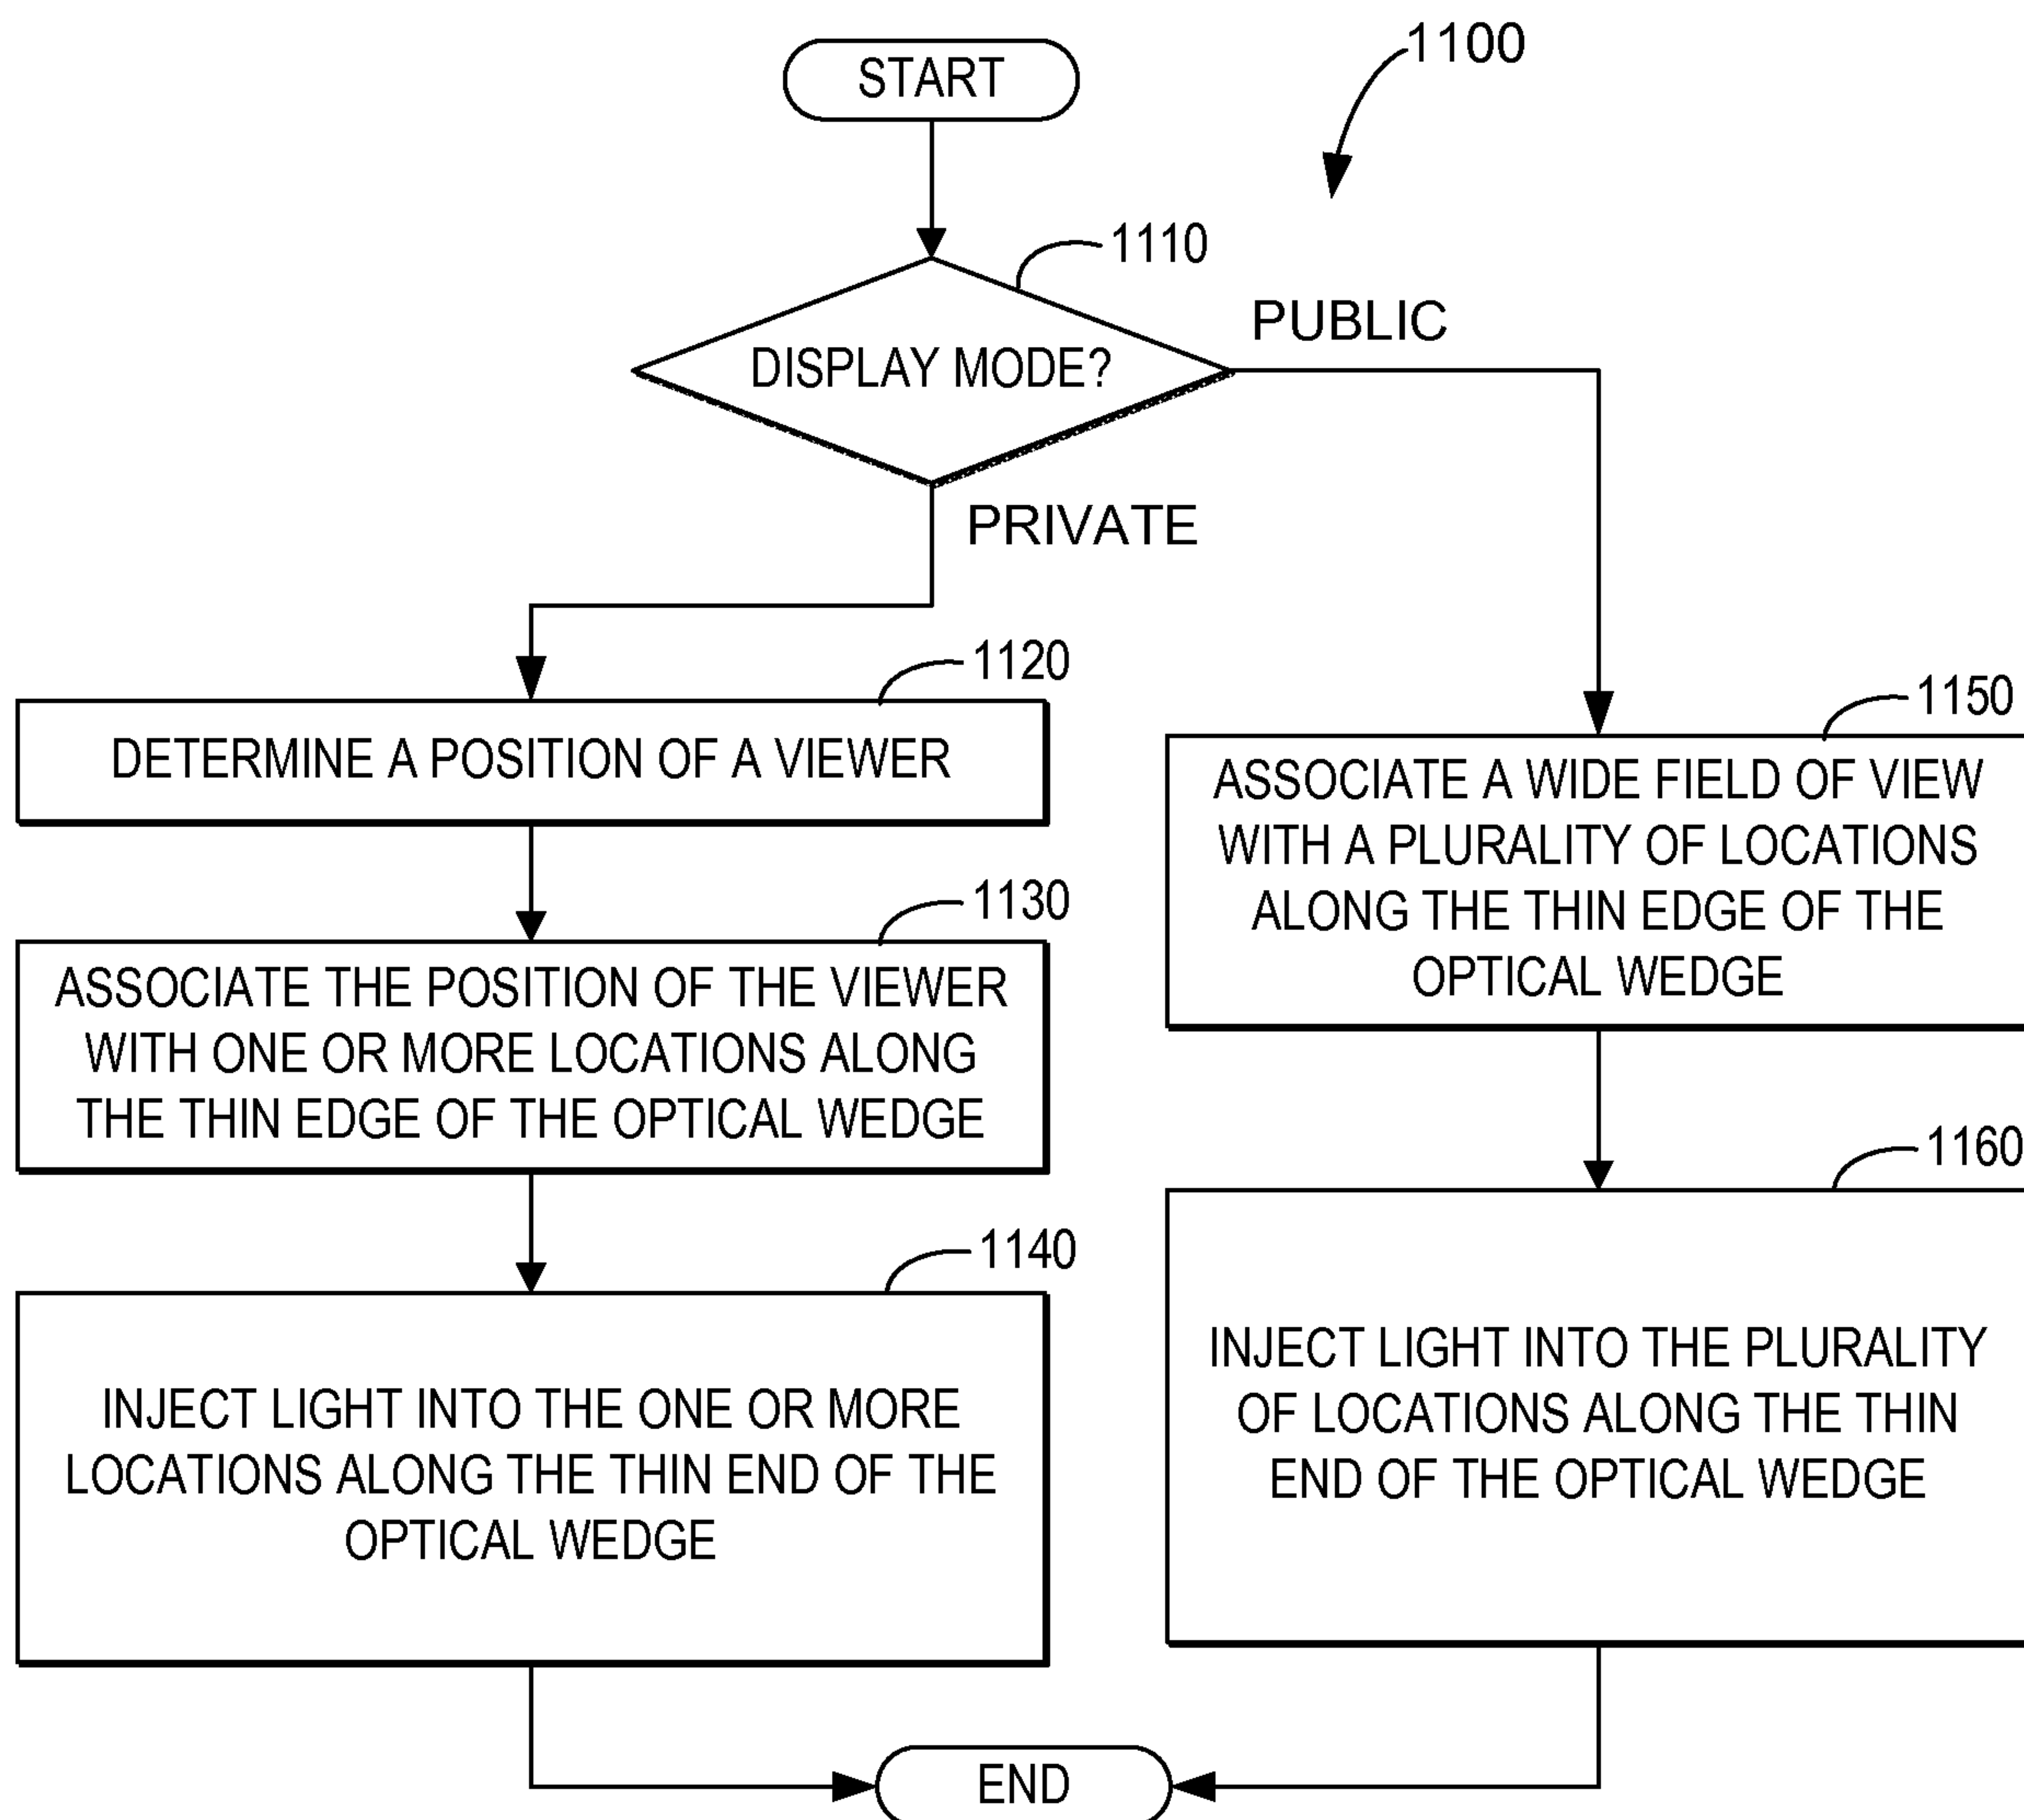 START
1100
1110
DISPLAY MODE?
PUBLIC
PRIVATE
1120
DETERMINE A POSITION OF A VIEWER
1130
ASSOCIATE THE POSITION OF THE VIEWER
WITH ONE OR MORE LOCATIONS ALONG
THE THIN EDGE OF THE OPTICAL WEDGE
1140
INJECT LIGHT INTO THE ONE OR MORE
LOCATIONS ALONG THE THIN END OF THE
OPTICAL WEDGE
1150
ASSOCIATE A WIDE FIELD OF VIEW
WITH A PLURALITY OF LOCATIONS
ALONG THE THIN EDGE OF THE
OPTICAL WEDGE
1160
INJECT LIGHT INTO THE PLURALITY
OF LOCATIONS ALONG THE THIN
END OF THE OPTICAL WEDGE
END